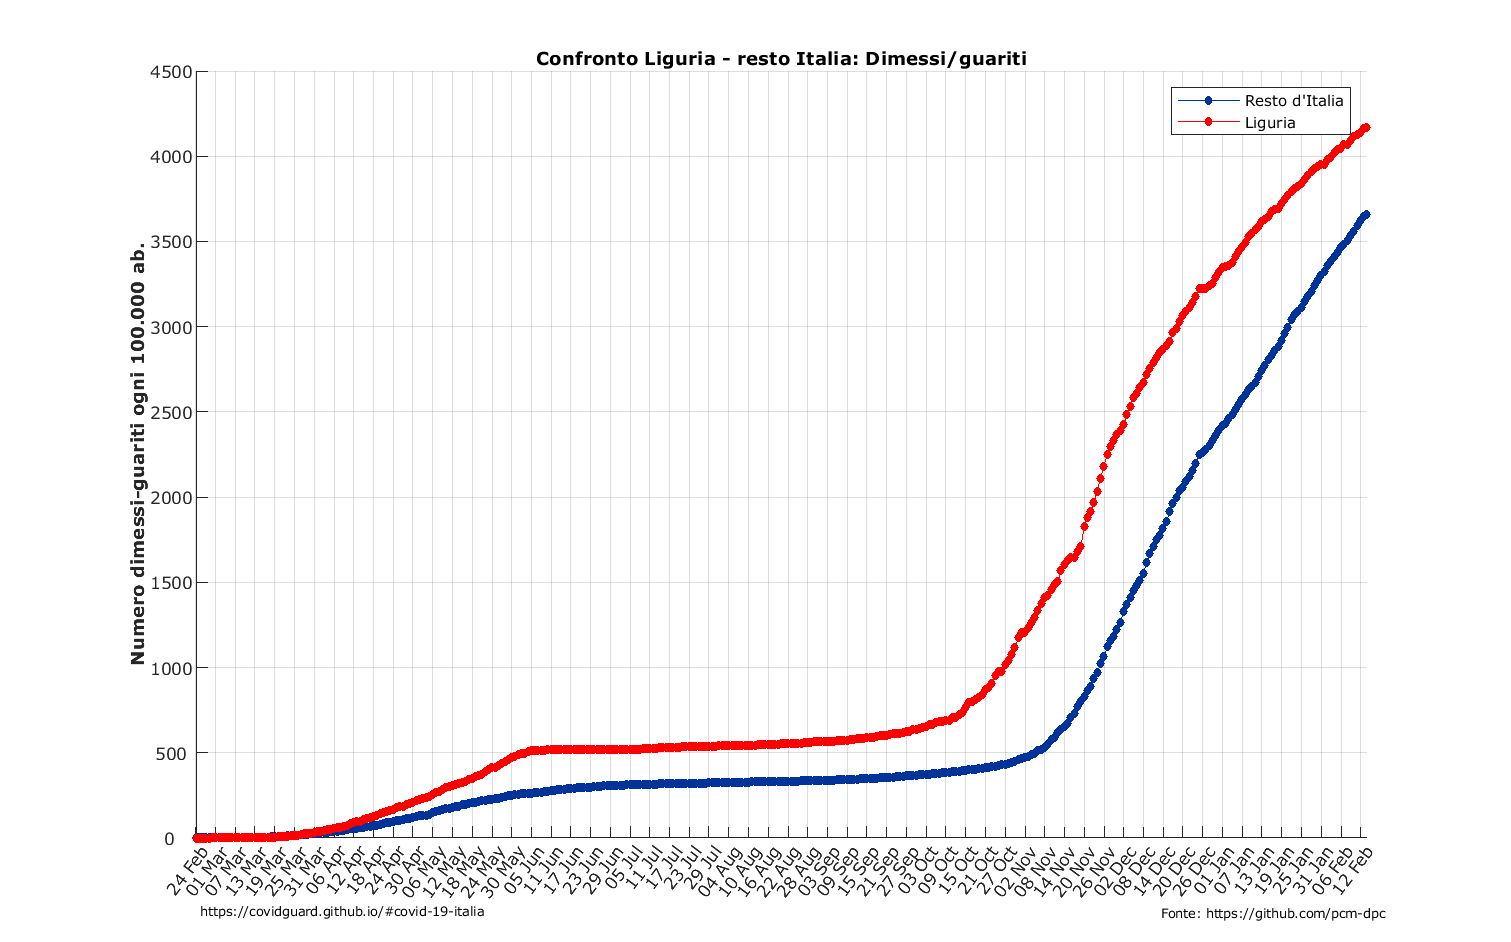 Confronto Liguria - resto Italia: Dimessi/guariti
Numero dimessi-guariti ogni 100.000 ab.
4500
4000
3500
3000
2500
2000
1500
1000
500
0
Resto d'Italia
Liguria
24 Feb
01 Mar
07 Mar
13 Mar
19 Mar
25 Mar
31 Mar
06 Apr
12 Apr
18 Apr
24 Apr
30 Apr
06 May
12 May
18 May
24 May
30 May
05 Jun
11 Jun
17 Jun
23 Jun
29 Jun
05 Jul
11 Jul
17 Jul
23 Jul
29 Jul
04 Aug
10 Aug
16 Aug
22 Aug
28 Aug
03 Sep
09 Sep
15 Sep
21 Sep
27 Sep
03 Oct
09 Oct
15 Oct
21 Oct
27 Oct
02 Nov
08 Nov
14 Nov
20 Nov
26 Nov
02 Dec
08 Dec
14 Dec
20 Dec
26 Dec
01 Jan
07 Jan
13 Jan
19 Jan
25 Jan
31 Jan
06 Feb
12 Feb
https://covidguard.github.io/#covid-19-italia
Fonte: https://github.com/pcm-dpc